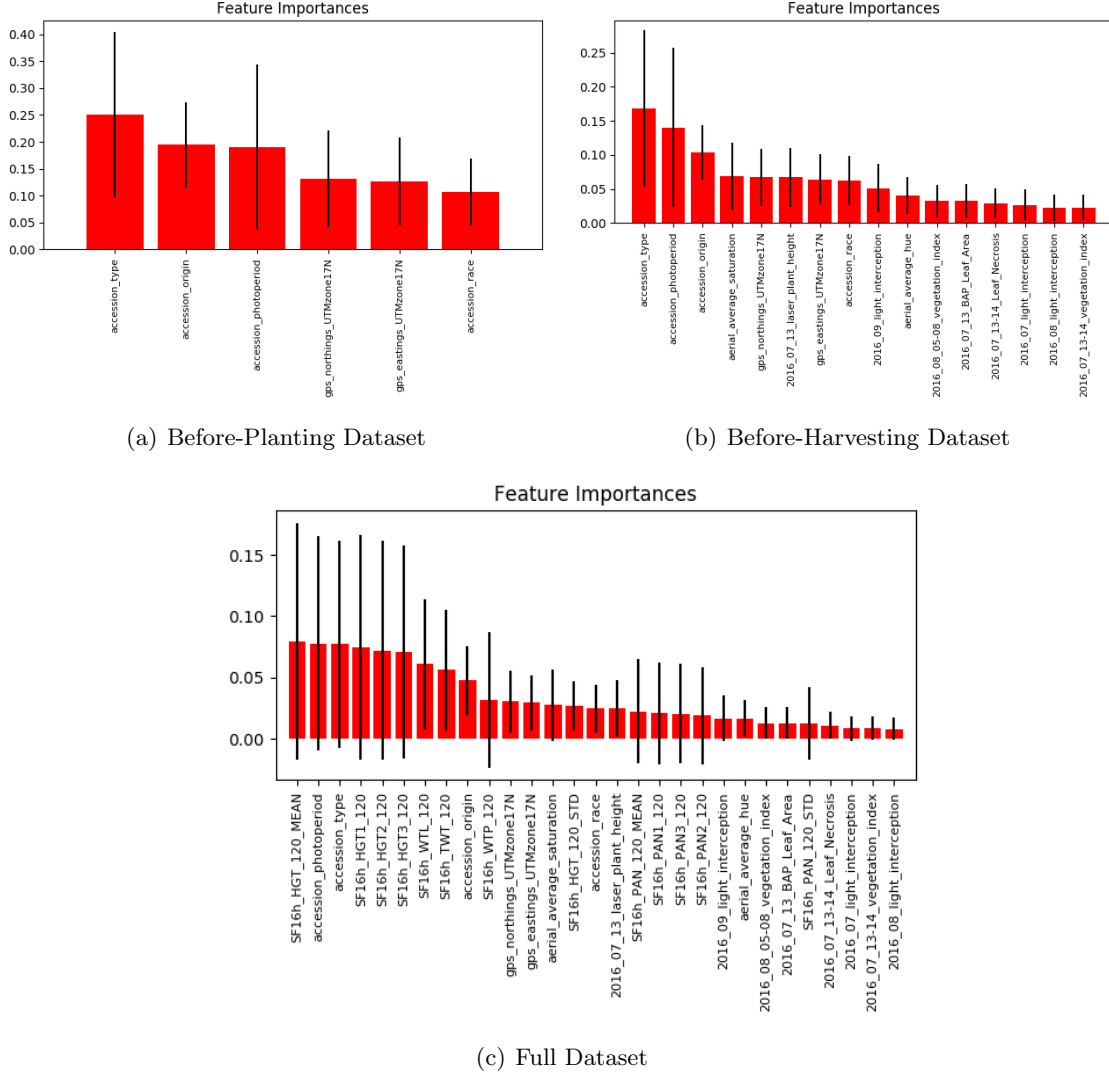 Feature Importances
0.40
0.35
0.30
0.25
0.20
0.15
0.10
0.05
0.00
accession_type
accession_origin
accession_photoperiod
gps_northings_UTMzone17N
gps_eastings_UTMzone17N
accession_race
(a) Before-Planting Dataset
Feature Importances
0.25
0.20
0.15
0.10
0.05
0.00
accession_type
accession_photoperiod
accession_origin
aerial_average_saturation
gps_northings_UTMzone17N
2016_07_13_laser_plant_height
gps_eastings_UTMzone17N
accession_race
2016_09_light_interception
aerial_average_hue
2016_08_05-08_vegetation_index
2016_07_13_BAP_Leaf_Area
2016_07_13-14_Leaf_Necrosis
2016_07_light_interception
2016_08_light_interception
2016_07_13-14_vegetation_index
(b) Before-Harvesting Dataset
Feature Importances
0.15
0.10
0.05
0.00
SF16h_HGT_120_MEAN
accession_photoperiod
accession_type
SF16h_HGT1_120
SF16h_HGT2_120
SF16h_HGT3_120
SF16h_WTL_120
SF16h_TWT_120
accession_origin
SF16h_WTP_120
gps_northings_UTMzone17N
gps_eastings_UTMzone17N
aerial_average_saturation
SF16h_HGT_120_STD
accession_race
2016_07_13_laser_plant_height
SF16h_PAN_120_MEAN
SF16h_PAN1_120
SF16h_PAN3_120
SF16h_PAN2_120
2016_09_light_interception
aerial_average_hue
2016_08_05-08_vegetation_index
2016_07_13_BAP_Leaf_Area
SF16h_PAN_120_STD
2016_07_13-14_Leaf_Necrosis
2016_07_light_interception
2016_07_13-14_vegetation_index
2016_08_light_interception
(c) Full Dataset